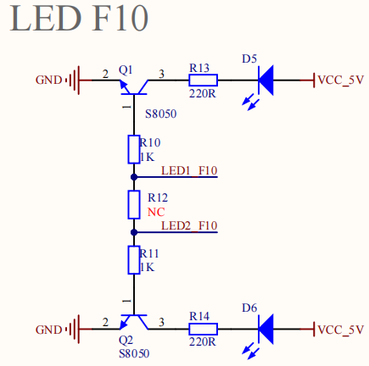 LED F10
Q1
2
3
R13
D5
GND
VCC_5V
1
S8050
220R
R10
1K
LED1_F10
R12
NC
LED2_F10
R11
1K
1
GND
2
3
R14
D6
VCC_5V
Q2
S8050
220R